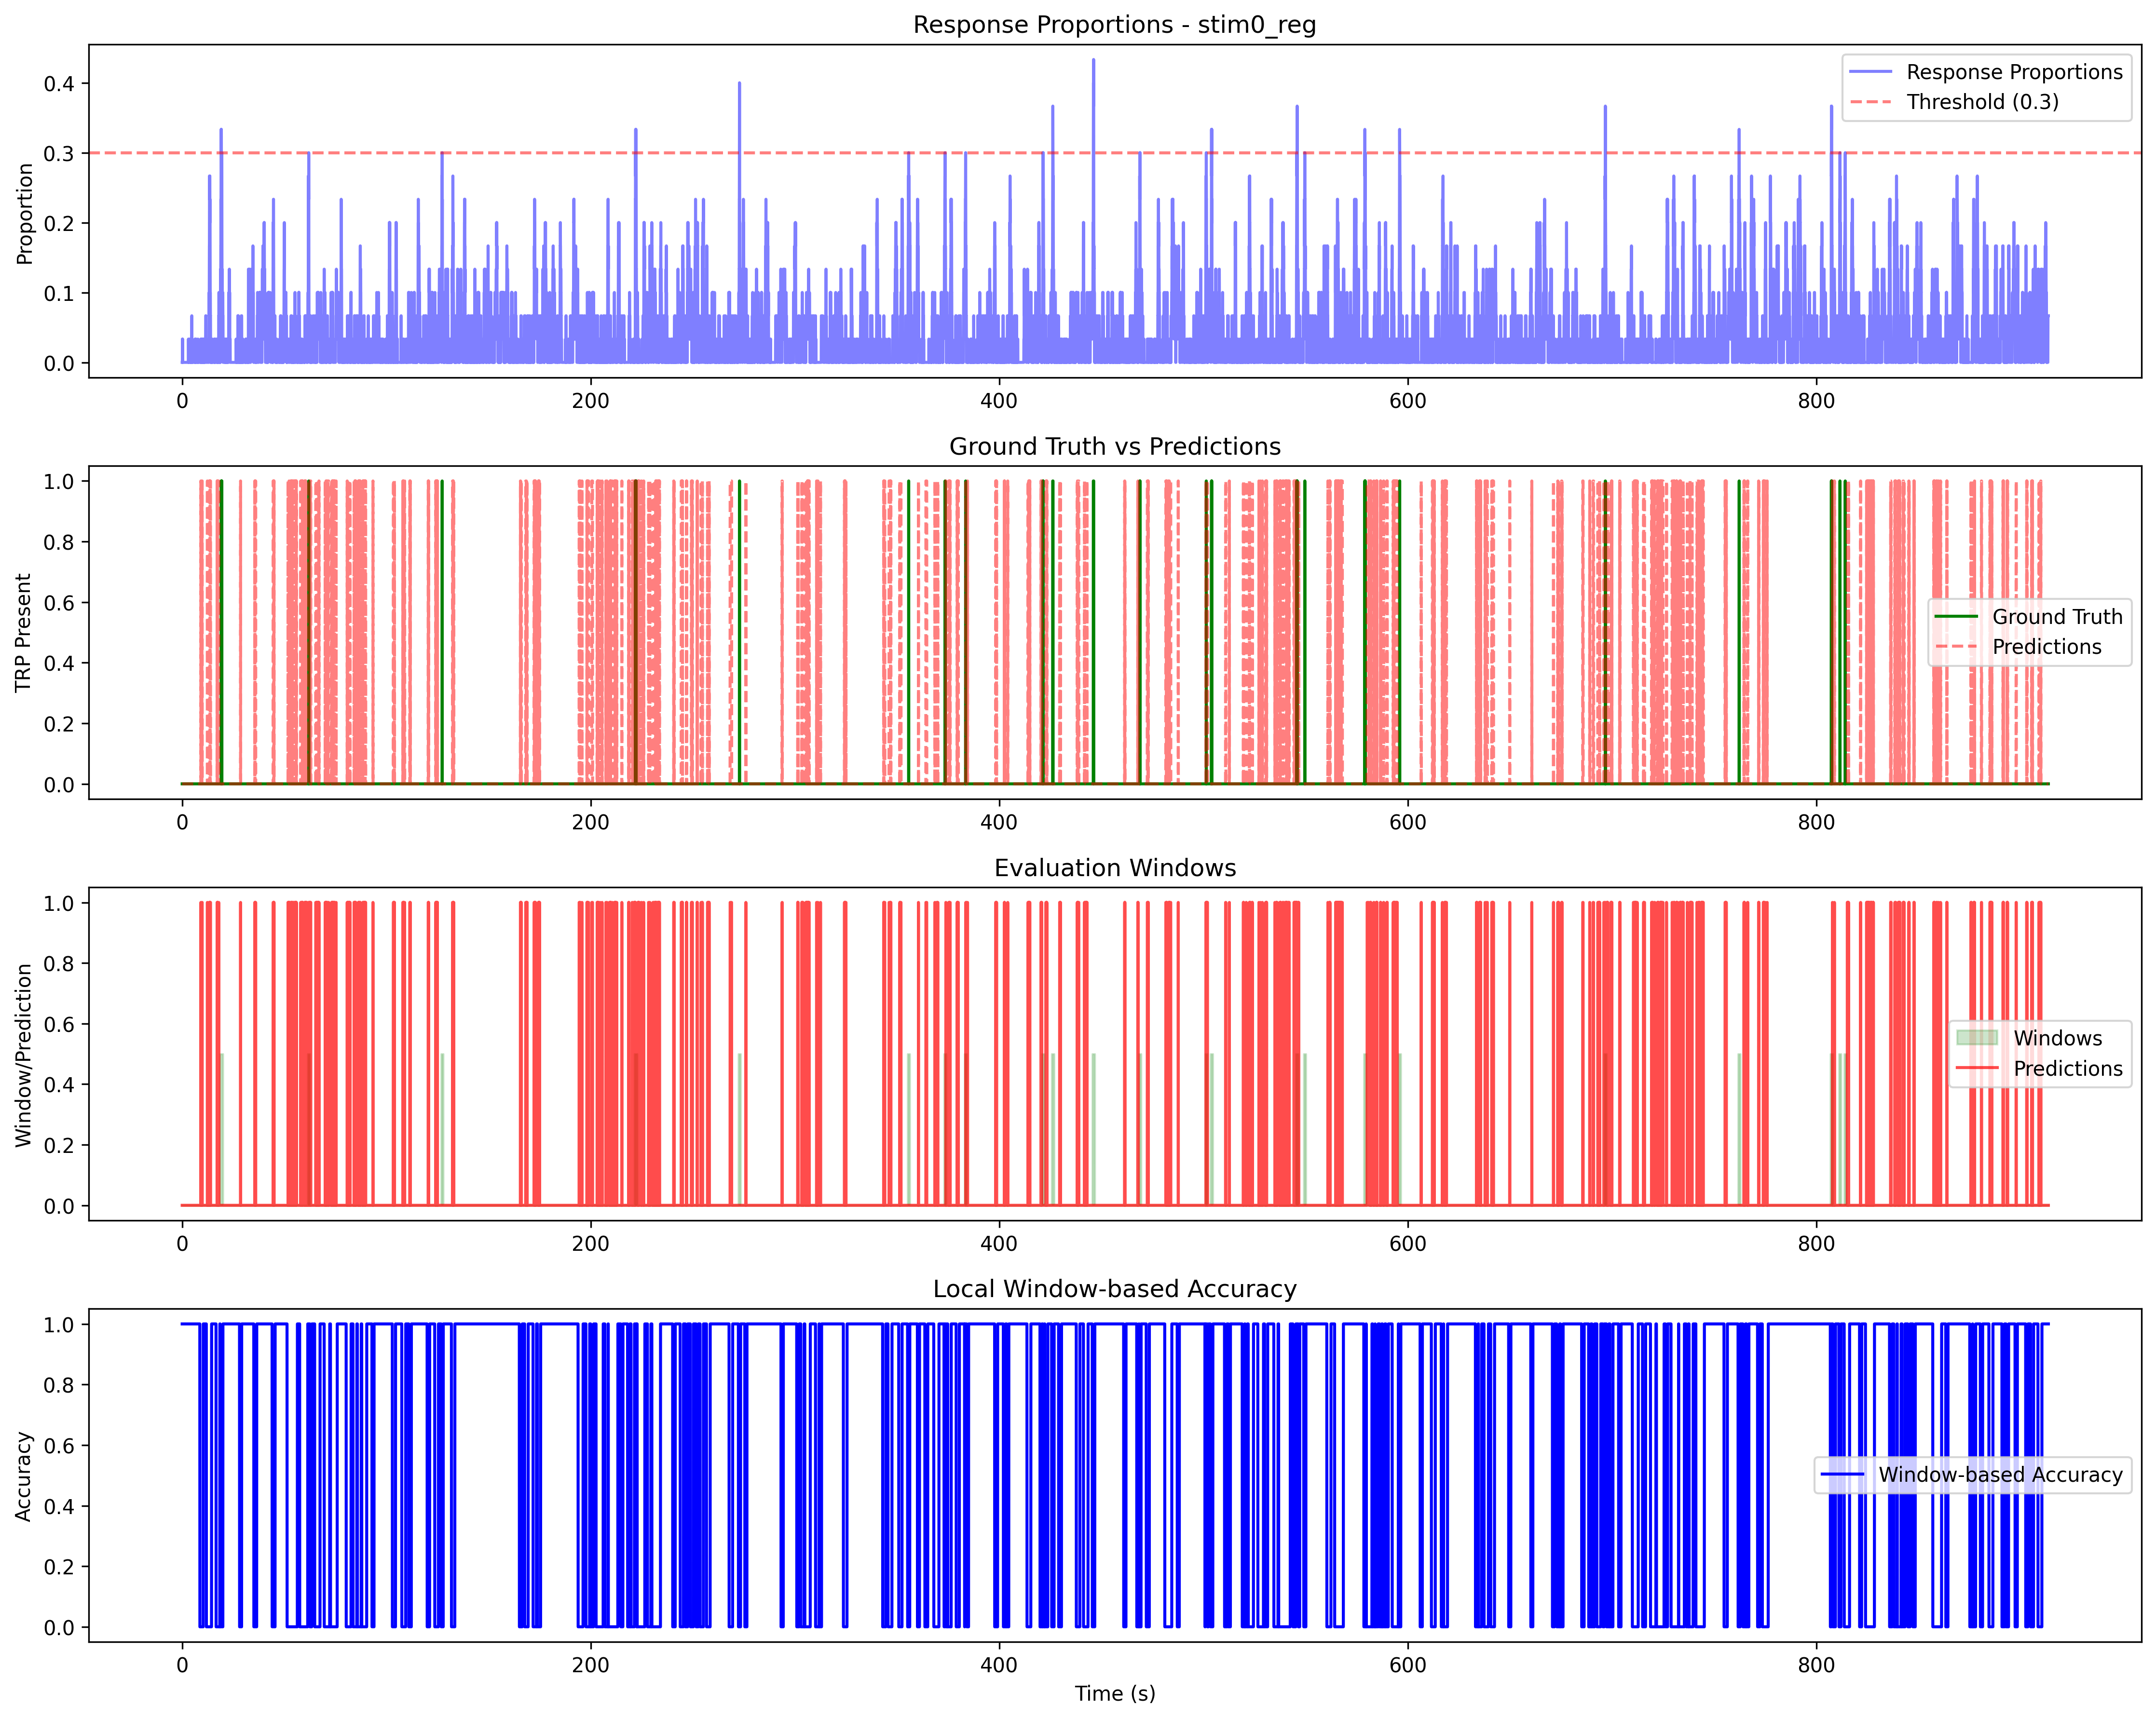 Response Proportions - stim0_reg
Proportion
0.4
0.3
0.2
0.1
0.0
Response Proportions
Threshold (0.3)
0 200 400 600 800
Ground Truth vs Predictions
TRP Present
1.0
0.8
0.6
0.4
0.2
0.0
Ground Truth
Predictions
0 200 400 600 800
Evaluation Windows
Window/Prediction
1.0
0.8
0.6
0.4
0.2
0.0
Windows
Predictions
0 200 400 600 800
Local Window-based Accuracy
Accuracy
1.0
0.8
0.6
0.4
0.2
0.0
Window-based Accuracy
0 200 400 600 800
Time (s)